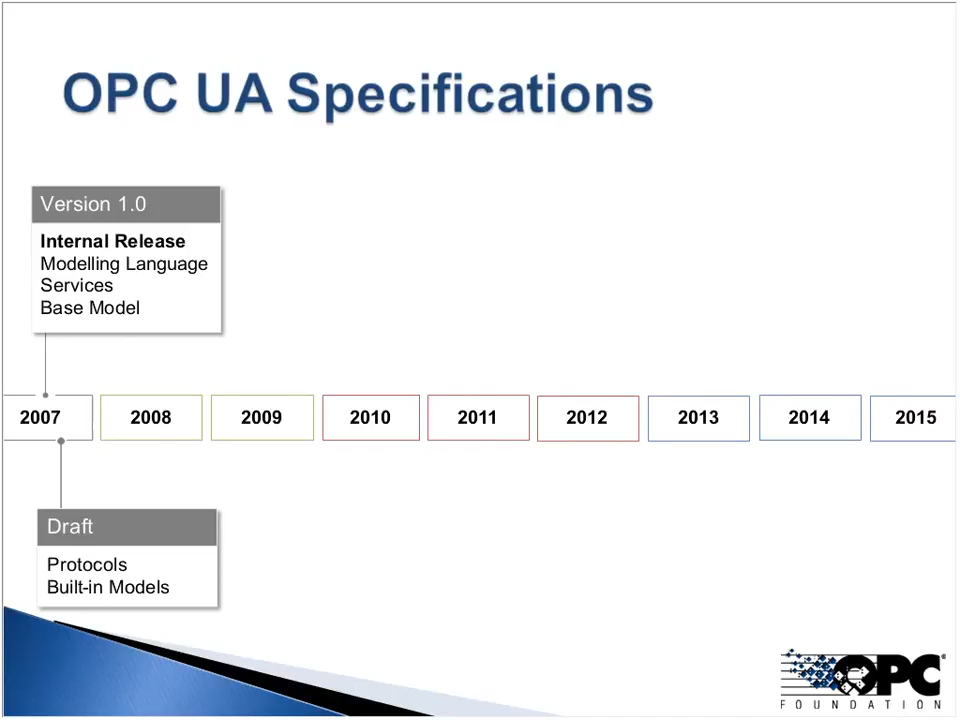 OPC UA Specifications
Version 1.0
Internal Release
Modelling Language
Services
Base Model
2007 2008 2009 2010 2011 2012 2013 2014 2015
Draft
Protocols
Built-in Models
OPC®
FOUNDATION